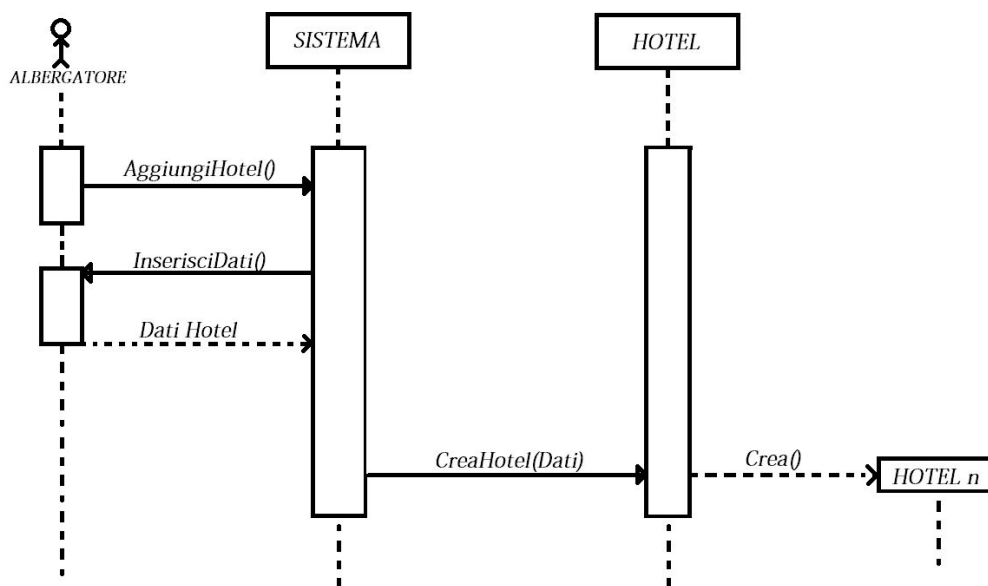 SISTEMA
HOTEL
ALBERGATORE
AggiungiHotel()
InserisciDati()
Dati Hotel
CreaHotel(Dati)
Crea()
HOTEL n